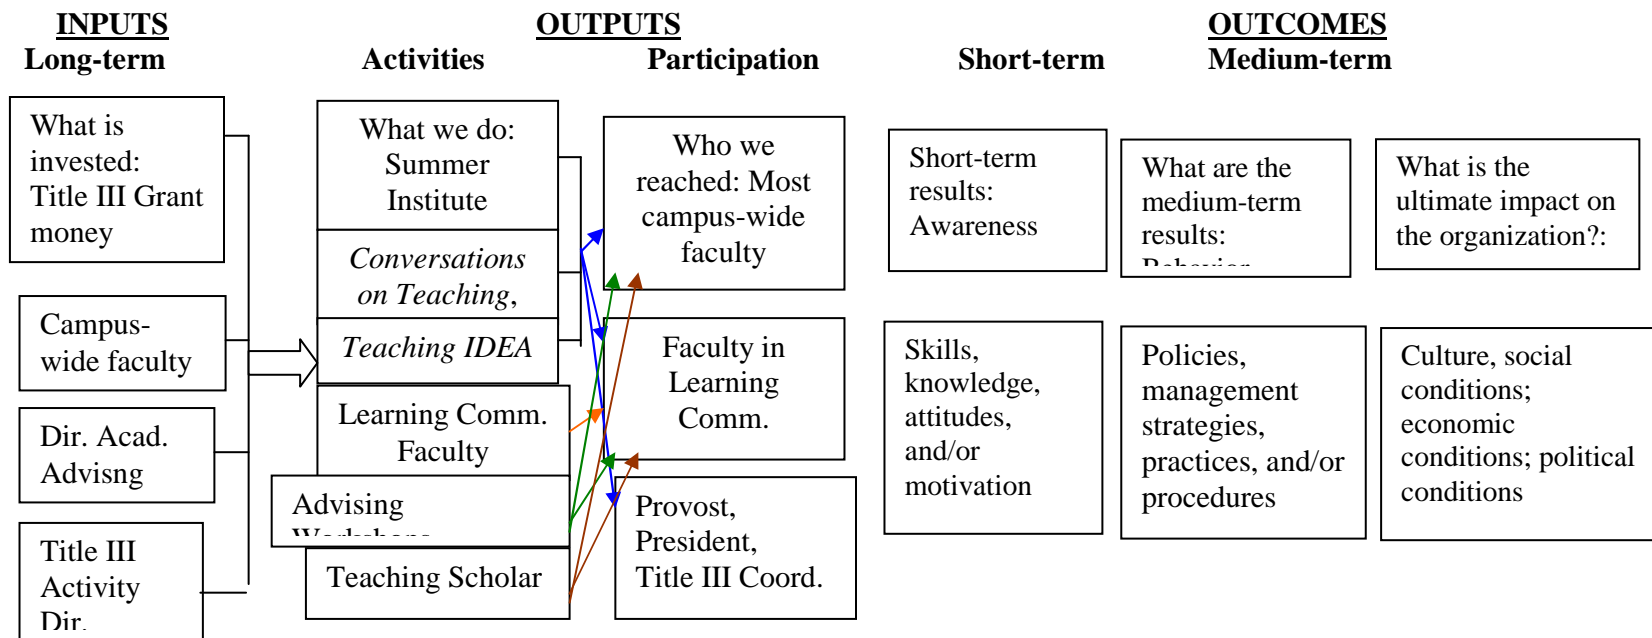 INPUTS
OUTPUTS
OUTCOMES
Long-term
Activities
Participation
Short-term
Medium-term
What is
invested:
Title III Grant
money
Campus-
wide faculty
Dir. Acad.
Advisng
Title III
Activity
Dir.
What we do:
Summer
Institute
Conversations
on Teaching,
Teaching IDEA
Learning Comm.
Faculty
Advising
Workshops
Teaching Scholar
Who we
reached: Most
campus-wide
faculty
Faculty in
Learning
Comm.
Provost,
President,
Title III Coord.
Short-term
results:
Awareness
Skills,
knowledge,
attitudes,
and/or
motivation
What are the
medium-term
results:
Behavior
Policies,
management
strategies,
practices, and/or
procedures
What is the
ultimate impact on
the organization?:
Culture, social
conditions;
economic
conditions; political
conditions